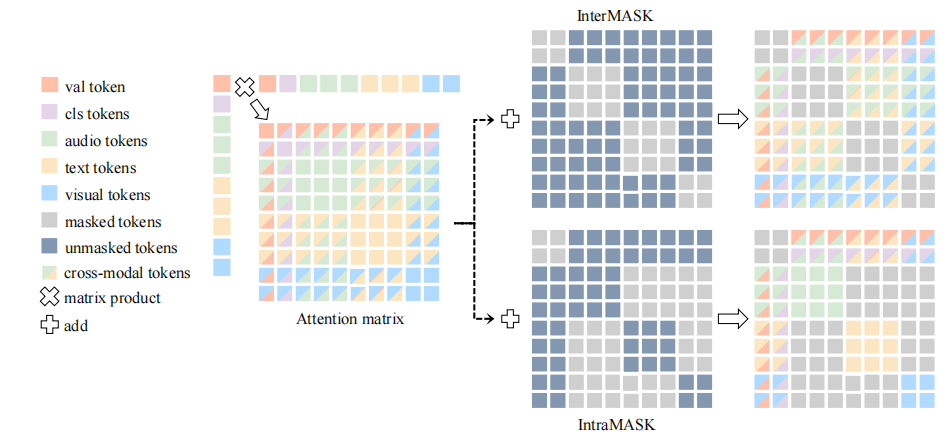 InterMASK
val token
cls tokens
audio tokens
text tokens
visual tokens
masked tokens
unmasked tokens
cross-modal tokens
matrix product
add
Attention matrix
IntraMASK